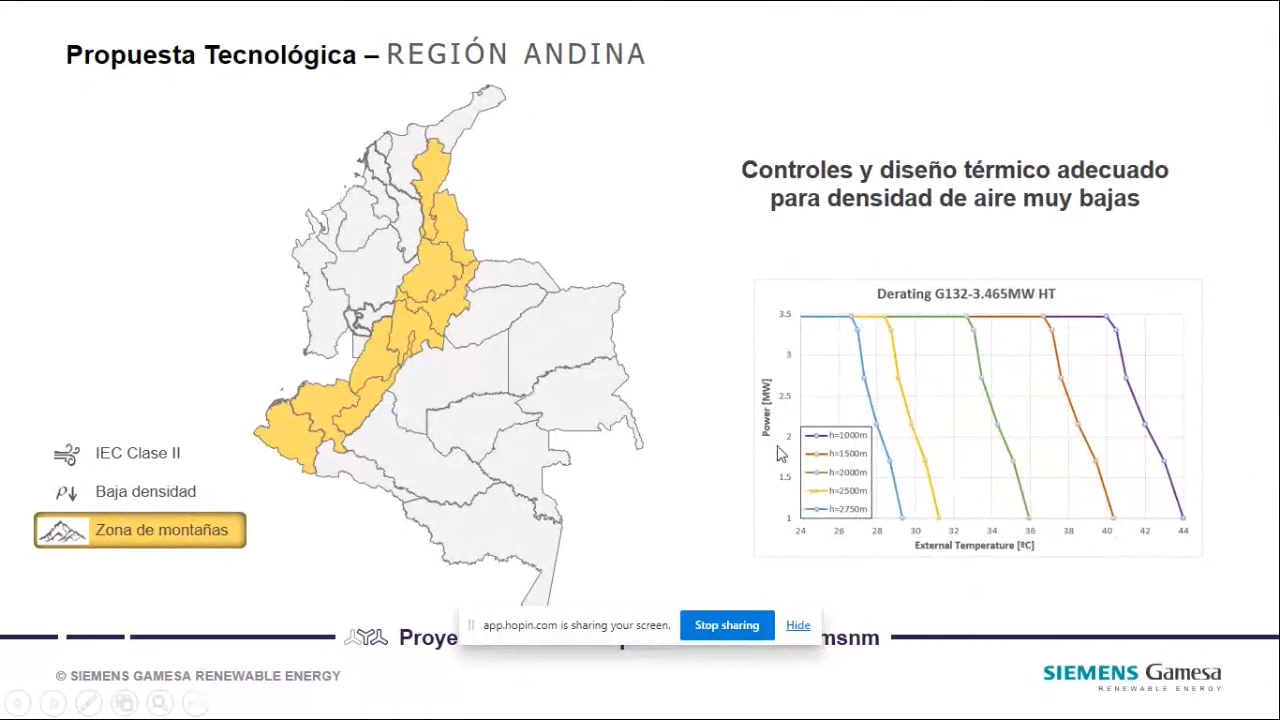 Propuesta Tecnológica – REGIÓN ANDINA
Controles y diseño térmico adecuado
para densidad de aire muy bajas
Derating G132-3.465MW HT
3.5
3
2.5
2
1.5
1
Power [MW]
h=1000m
h=1500m
h=2000m
h=2500m
h=2750m
24 26 28 30 32 34 36 38 40 42 44
External Temperature [ºC]
IEC Clase II
ρ↓ Baja densidad
Zona de montañas
app.hopin.com is sharing your screen. Stop sharing Hide
msnm
© SIEMENS GAMESA RENEWABLE ENERGY
SIEMENS Gamesa
RENEWABLE ENERGY